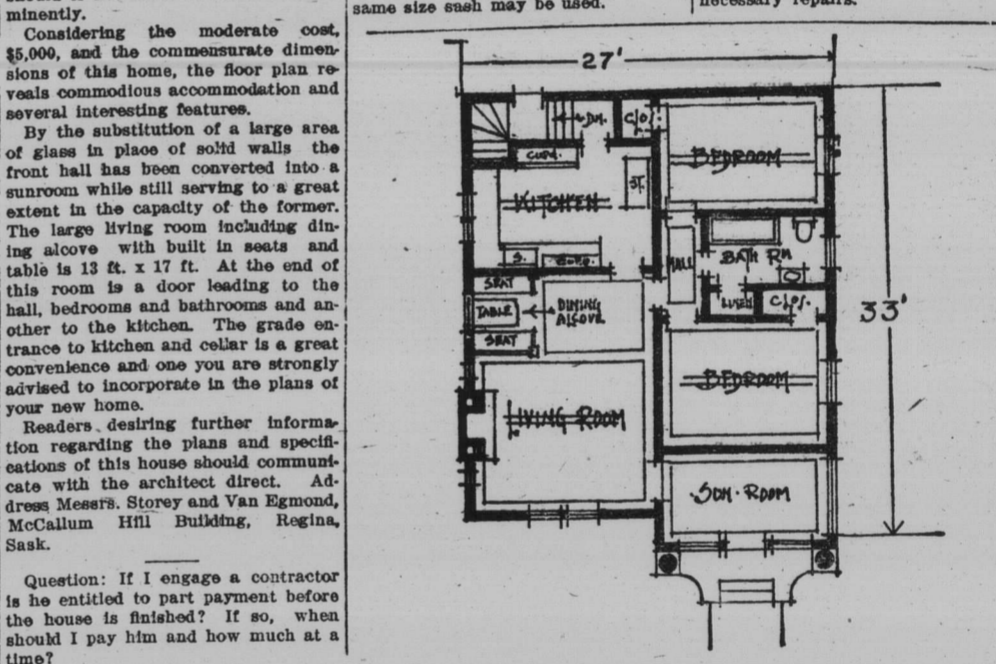 minently.
Considering the moderate cost,
$5,000, and the commensurate dimen-
sions of this home, the floor plan re-
veals commodious accommodation and
several interesting features.
By the substitution of a large area
of glass in place of solid walls the
front hall has been converted into a
sunroom while still serving to a great
extent in the capacity of the former.
The large living room including din-
ing alcove with built in seats and
table is 13 ft. x 17 ft. At the end of
this room is a door leading to the
hall, bedrooms and bathrooms and an-
other to the kitchen. The grade en-
trance to kitchen and cellar is a great
convenience and one you are strongly
advised to incorporate in the plans of
your new home.
Readers desiring further informa-
tion regarding the plans and specifi-
cations of this house should communi-
cate with the architect direct. Ad-
dress Messrs. Storey and Van Egmond,
McCallum Hill Building, Regina,
Sask.
Question: If I engage a contractor
is he entitled to part payment before
the house is finished? If so, when
should I pay him and how much at a
time?
same size sash may be used.
necessary repairs.
27'
DN.
CLO'.
BEDROOM
CUPD.
ST.
KITCHEN
HALL
BATH RM
S.
SEAT
LINEN
CLO'.
TABLE
DINING
ALCOVE
33'
SEAT
BEDROOM
LIVING ROOM
SUN·ROOM